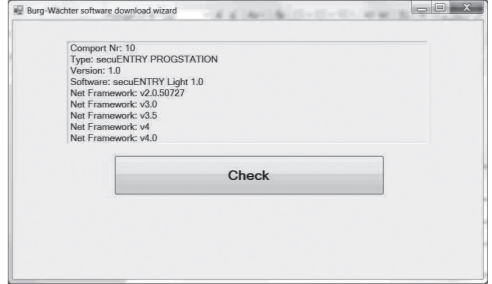 Burg-Wächter software download wizard
Comport Nr: 10
Type: secuENTRY PROGSTATION
Version: 1.0
Software: secuENTRY Light 1.0
Net Framework: v2.0.50727
Net Framework: v3.0
Net Framework: v3.5
Net Framework: v4
Net Framework: v4.0
Check